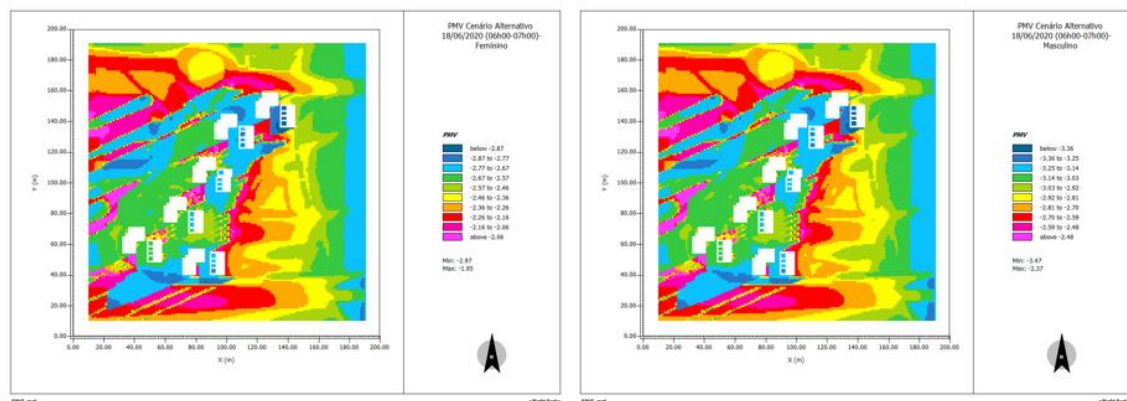 PMV Cenário Alternativo
18/06/2020 (06h00-07h00)-
Feminino
200.00
180.00
160.00
140.00
120.00
100.00
80.00
60.00
40.00
20.00
0.00
Y (m)
0.00 20.00 40.00 60.00 80.00 100.00 120.00 140.00 160.00 180.00 200.00
X (m)
PMV
below -2.87
-2.87 to -2.77
-2.77 to -2.67
-2.67 to -2.57
-2.57 to -2.46
-2.46 to -2.36
-2.36 to -2.26
-2.26 to -2.16
-2.16 to -2.06
above -2.06
Min: -2.97
Max: -1.95
N
PMV Cenário Alternativo
18/06/2020 (06h00-07h00)-
Masculino
200.00
180.00
160.00
140.00
120.00
100.00
80.00
60.00
40.00
20.00
0.00
Y (m)
0.00 20.00 40.00 60.00 80.00 100.00 120.00 140.00 160.00 180.00 200.00
X (m)
PMV
below -3.36
-3.36 to -3.25
-3.25 to -3.14
-3.14 to -3.03
-3.03 to -2.92
-2.92 to -2.81
-2.81 to -2.70
-2.70 to -2.59
-2.59 to -2.48
above -2.48
Min: -3.47
Max: -2.37
N